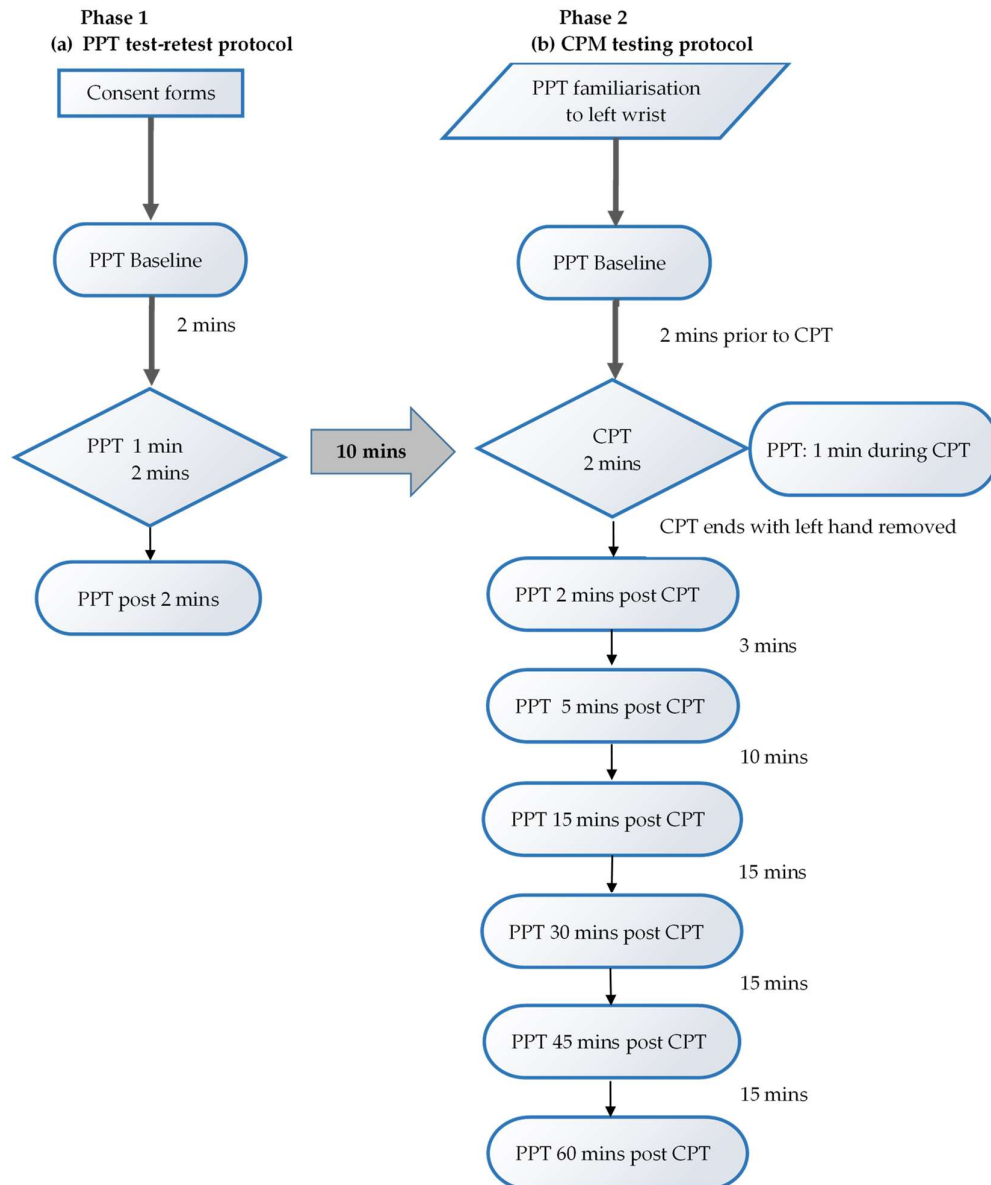 Phase 1
(a) PPT test-retest protocol
Consent forms
PPT Baseline
2 mins
PPT 1 min
2 mins
PPT post 2 mins
10 mins
Phase 2
(b) CPM testing protocol
PPT familiarisation
to left wrist
PPT Baseline
2 mins prior to CPT
CPT
2 mins
PPT: 1 min during CPT
CPT ends with left hand removed
PPT 2 mins post CPT
3 mins
PPT 5 mins post CPT
10 mins
PPT 15 mins post CPT
15 mins
PPT 30 mins post CPT
15 mins
PPT 45 mins post CPT
15 mins
PPT 60 mins post CPT